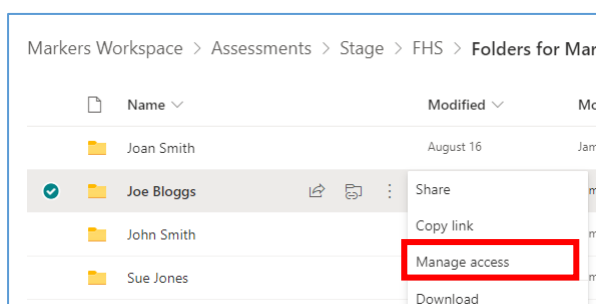 Markers Workspace > Assessments > Stage > FHS > Folders for Mar
Name Modified Mo
Joan Smith August 16 Jam
Joe Bloggs Share
Copy link
John Smith
Manage access
Sue Jones
Download